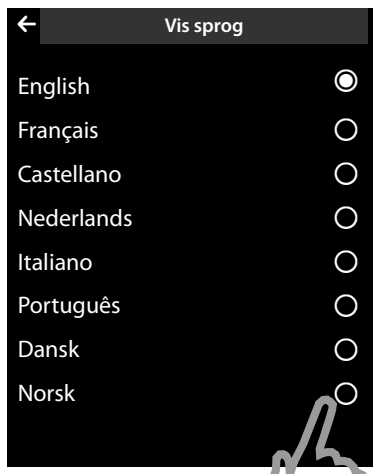 Vis sprog
English
Français
Castellano
Nederlands
Italiano
Português
Dansk
Norsk